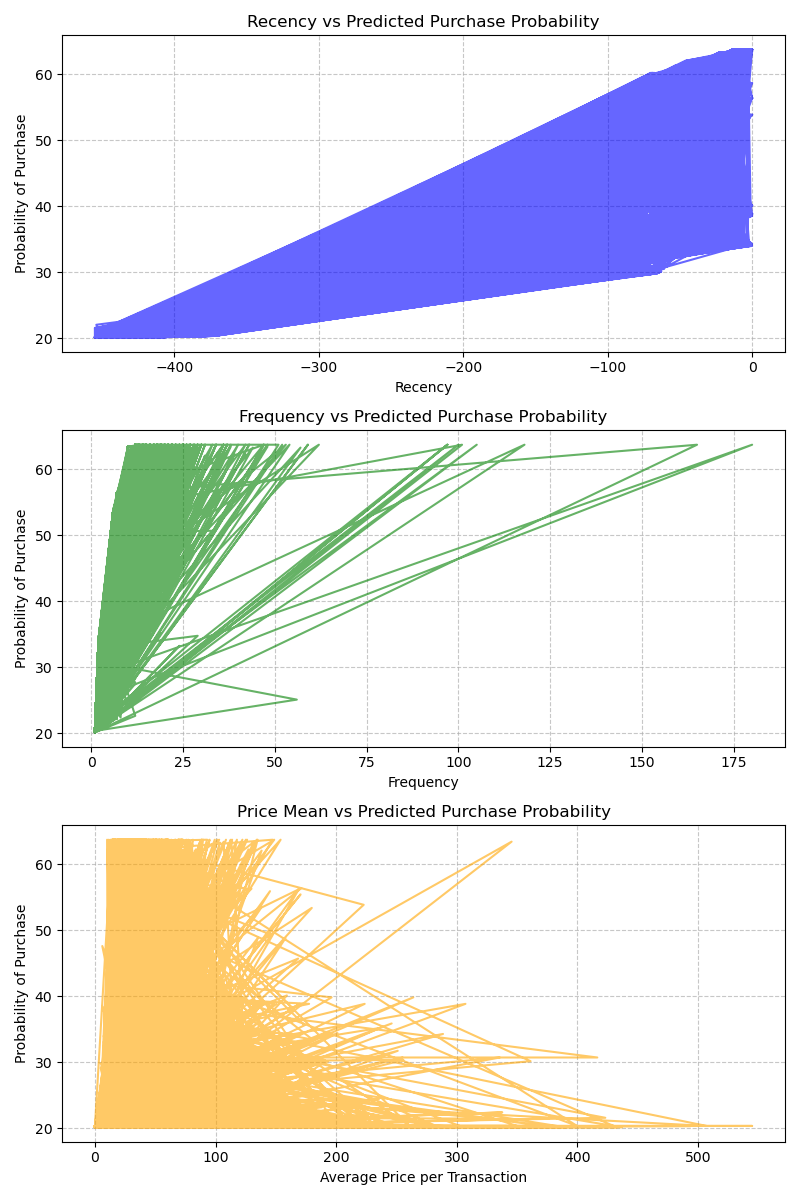 Recency vs Predicted Purchase Probability
Probability of Purchase
60
50
40
30
20
−400 −300 −200 −100 0
Recency
Frequency vs Predicted Purchase Probability
Probability of Purchase
60
50
40
30
20
0 25 50 75 100 125 150 175
Frequency
Price Mean vs Predicted Purchase Probability
Probability of Purchase
60
50
40
30
20
0 100 200 300 400 500
Average Price per Transaction